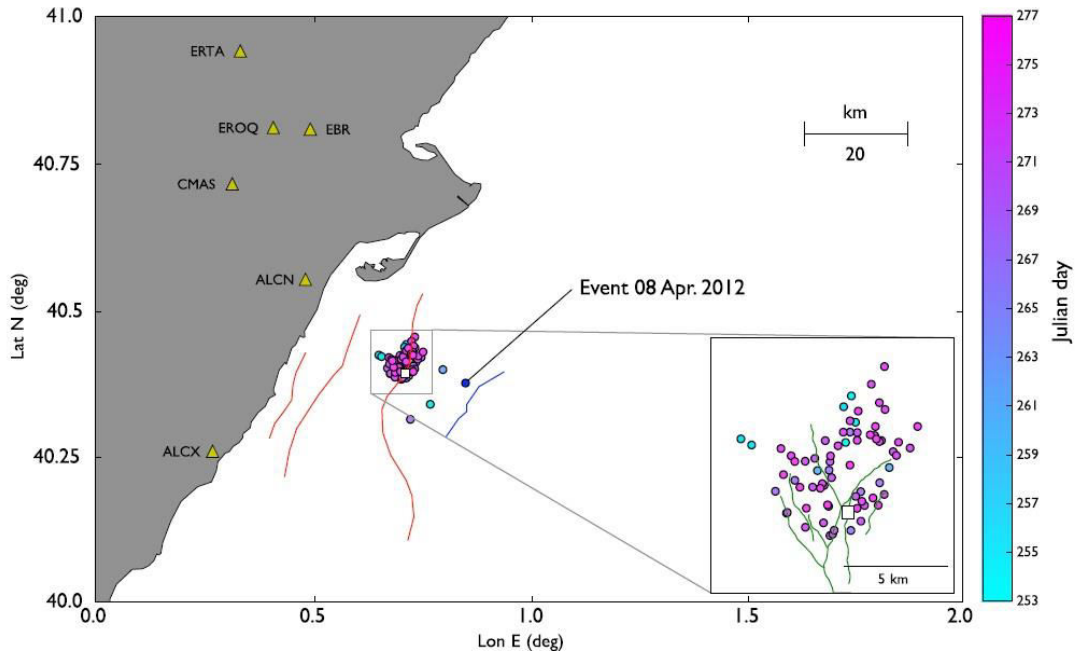 41.0
40.75
40.5
40.25
40.0
Lat N (deg)
0.0
0.5
1.0
1.5
2.0
Lon E (deg)
ERTA
EROQ
EBR
CMAS
ALCN
ALCX
km
20
Event 08 Apr. 2012
5 km
277
275
273
271
269
267
265
263
261
259
257
255
253
Julian day